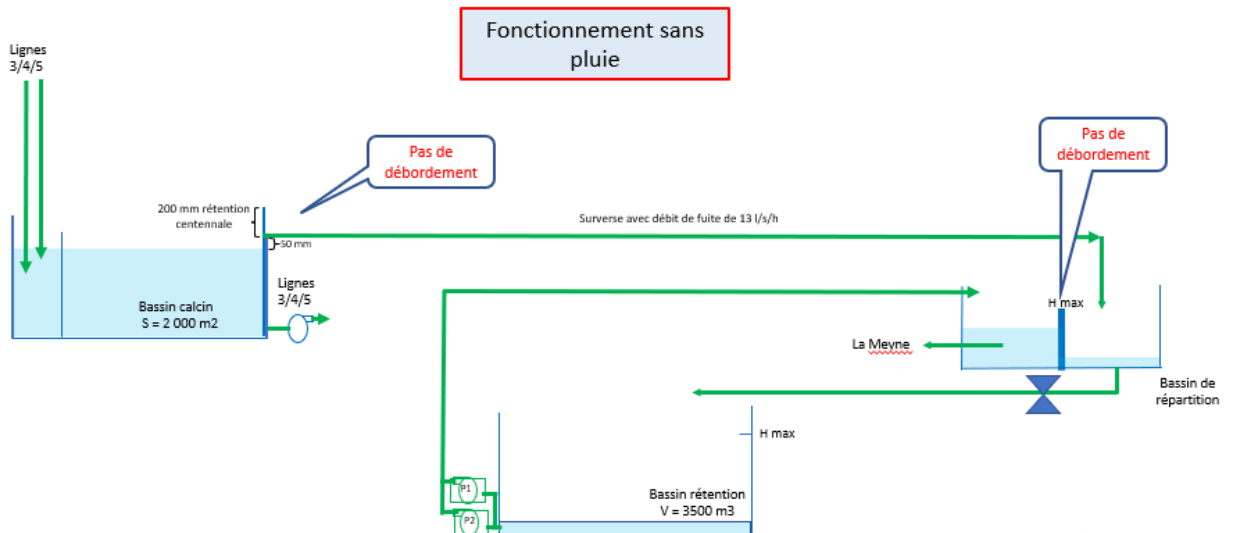 Fonctionnement sans
pluie
Lignes
3/4/5
Pas de
débordement
Pas de
débordement
200 mm rétention
centennale
Surverse avec débit de fuite de 13 l/s/h
50 mm
Lignes
3/4/5
Bassin calcin
S = 2 000 m2
H max
La Meyne
Bassin de
répartition
H max
P1
Bassin rétention
V = 3500 m3
P2